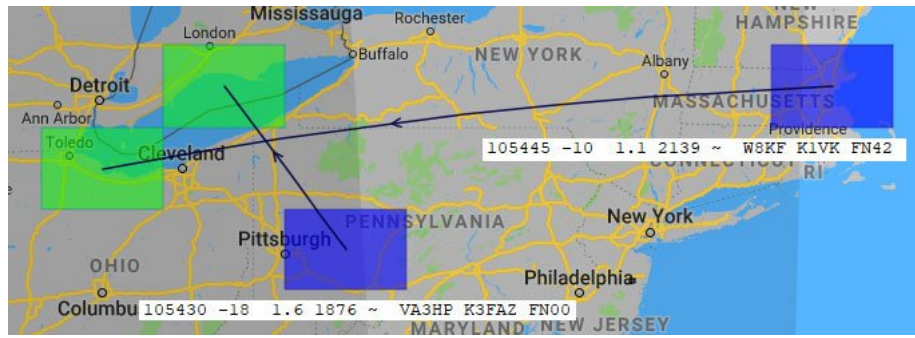 Mississauga
Rochester
NEW
HAMPSHIRE
London
Buffalo
NEW YORK
Albany
Detroit
Ann Arbor
MASSACHUSETTS
Toledo
Cleveland
Providence
105445 -10 1.1 2139 ~ W8KF K1VK FN42
CONNECTICUT
RI
PENNSYLVANIA
New York
Pittsburgh
OHIO
Philadelphia
Columbu
105430 -18 1.6 1876 ~ VA3HP K3FAZ FN00
MARYLAND
NEW JERSEY